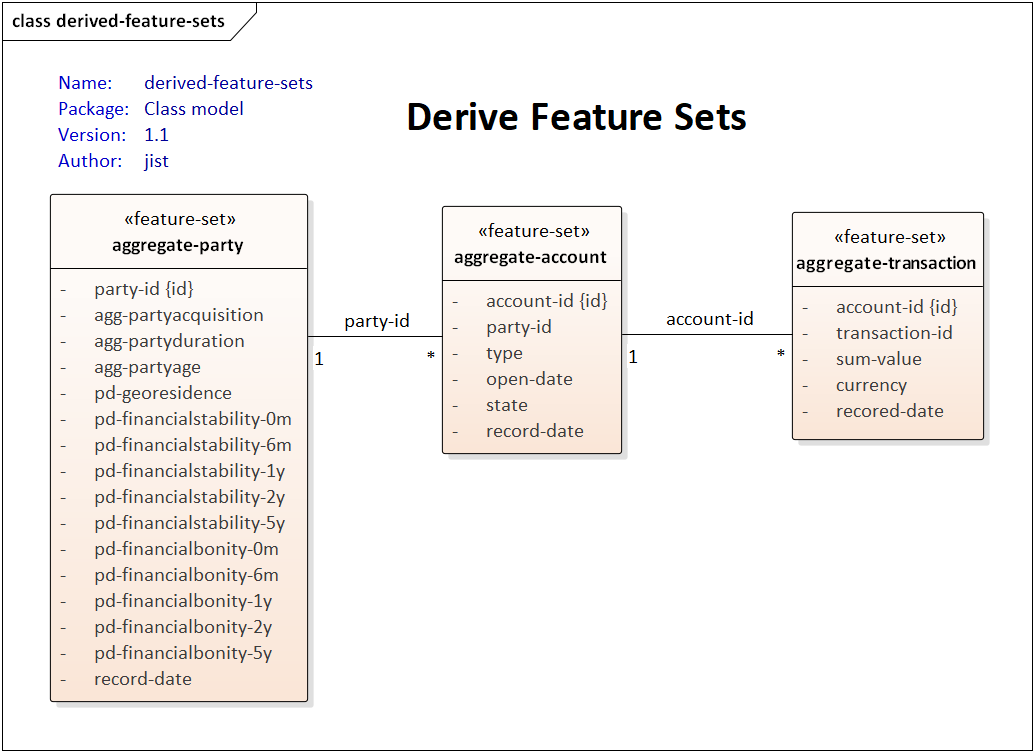 class derived-feature-sets
Name: derived-feature-sets
Package: Class model
Version: 1.1
Author: jist
Derive Feature Sets
«feature-set»
aggregate-party
- party-id {id}
- agg-partyacquisition
- agg-partyduration
- agg-partyage
- pd-georesidence
- pd-financialstability-0m
- pd-financialstability-6m
- pd-financialstability-1y
- pd-financialstability-2y
- pd-financialstability-5y
- pd-financialbonity-0m
- pd-financialbonity-6m
- pd-financialbonity-1y
- pd-financialbonity-2y
- pd-financialbonity-5y
- record-date
party-id
1 *
«feature-set»
aggregate-account
- account-id {id}
- party-id
- type
- open-date
- state
- record-date
account-id
1 *
«feature-set»
aggregate-transaction
- account-id {id}
- transaction-id
- sum-value
- currency
- recored-date